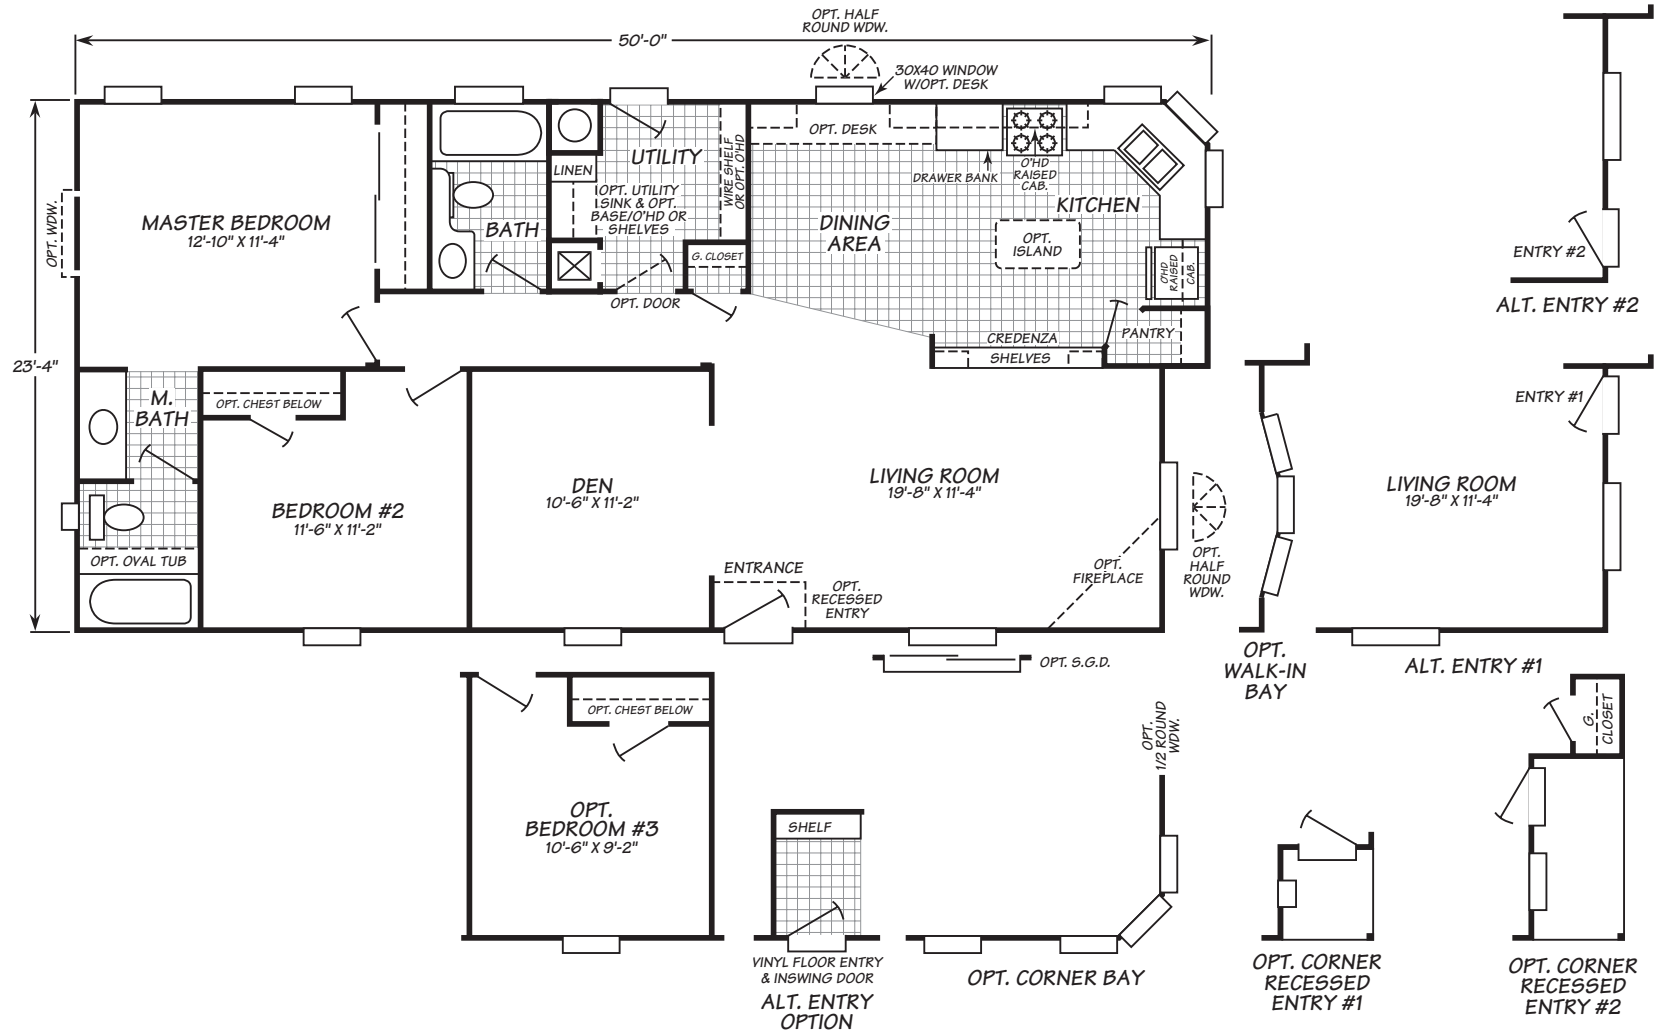 OPT. HALF
ROUND WDW.
50'-0"
30X40 WINDOW
W/OPT. DESK
OPT. DESK
UTILITY
LINEN
WIRE SHELF
OR OPT. O'HD
OPT. UTILITY
SINK & OPT.
BASE/O'HD OR
SHELVES
DRAWER BANK
O'HD
RAISED
CAB.
KITCHEN
MASTER BEDROOM
12'-10" X 11'-4"
OPT. WDW.
BATH
DINING
AREA
OPT.
ISLAND
G. CLOSET
O'HD
RAISED
CAB.
OPT. DOOR
CREDENZA
SHELVES
PANTRY
23'-4"
ENTRY #2
ALT. ENTRY #2
M.
BATH
OPT. CHEST BELOW
BEDROOM #2
11'-6" X 11'-2"
DEN
10'-6" X 11'-2"
LIVING ROOM
19'-8" X 11'-4"
OPT. OVAL TUB
ENTRANCE
OPT.
RECESSED
ENTRY
OPT.
FIREPLACE
OPT.
HALF
ROUND
WDW.
OPT. S.G.D.
OPT.
WALK-IN
BAY
ENTRY #1
LIVING ROOM
19'-8" X 11'-4"
ALT. ENTRY #1
OPT. CHEST BELOW
OPT.
BEDROOM #3
10'-6" X 9'-2"
SHELF
VINYL FLOOR ENTRY
& INSWING DOOR
ALT. ENTRY
OPTION
OPT.
1/2 ROUND
WDW.
OPT. CORNER BAY
OPT. CORNER
RECESSED
ENTRY #1
G.
CLOSET
OPT. CORNER
RECESSED
ENTRY #2